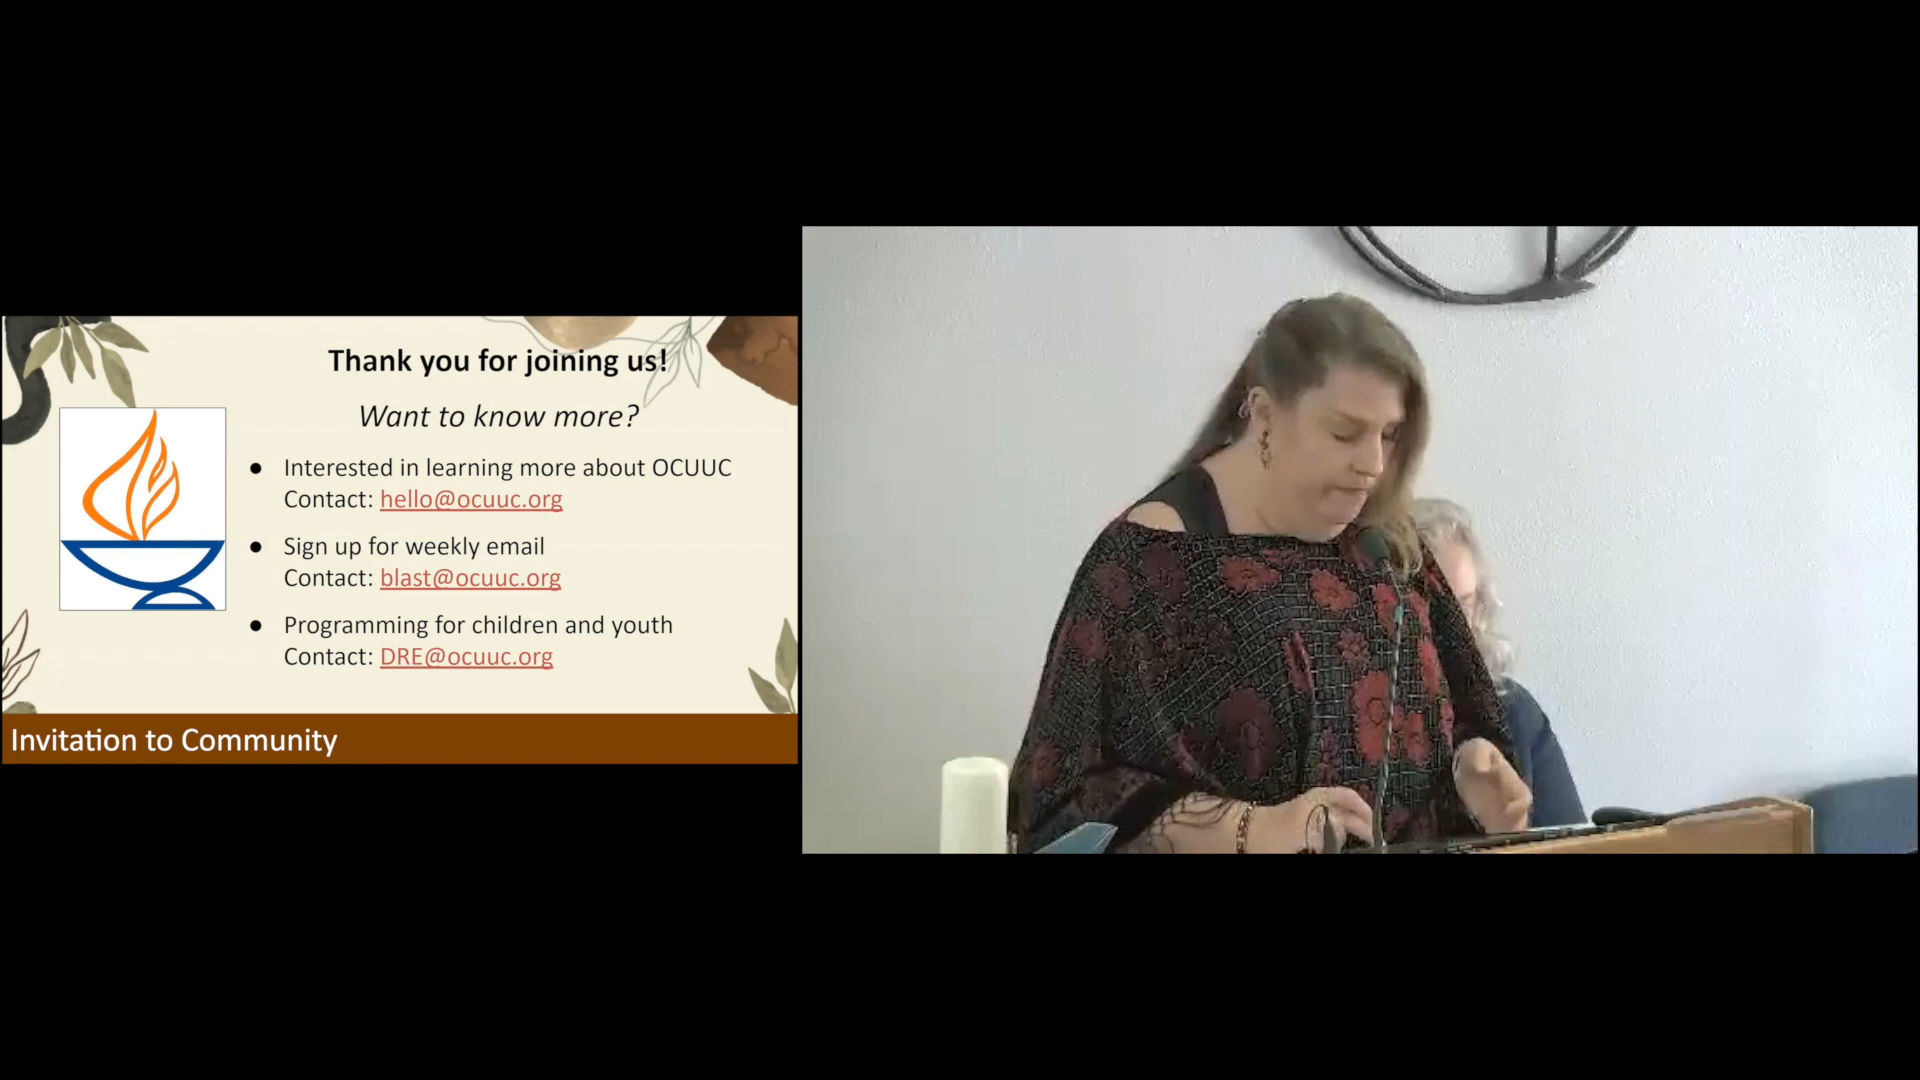 Thank you for joining us!
Want to know more?
● Interested in learning more about OCUUC
Contact: hello@ocuuc.org
● Sign up for weekly email
Contact: blast@ocuuc.org
● Programming for children and youth
Contact: DRE@ocuuc.org
Invitation to Community